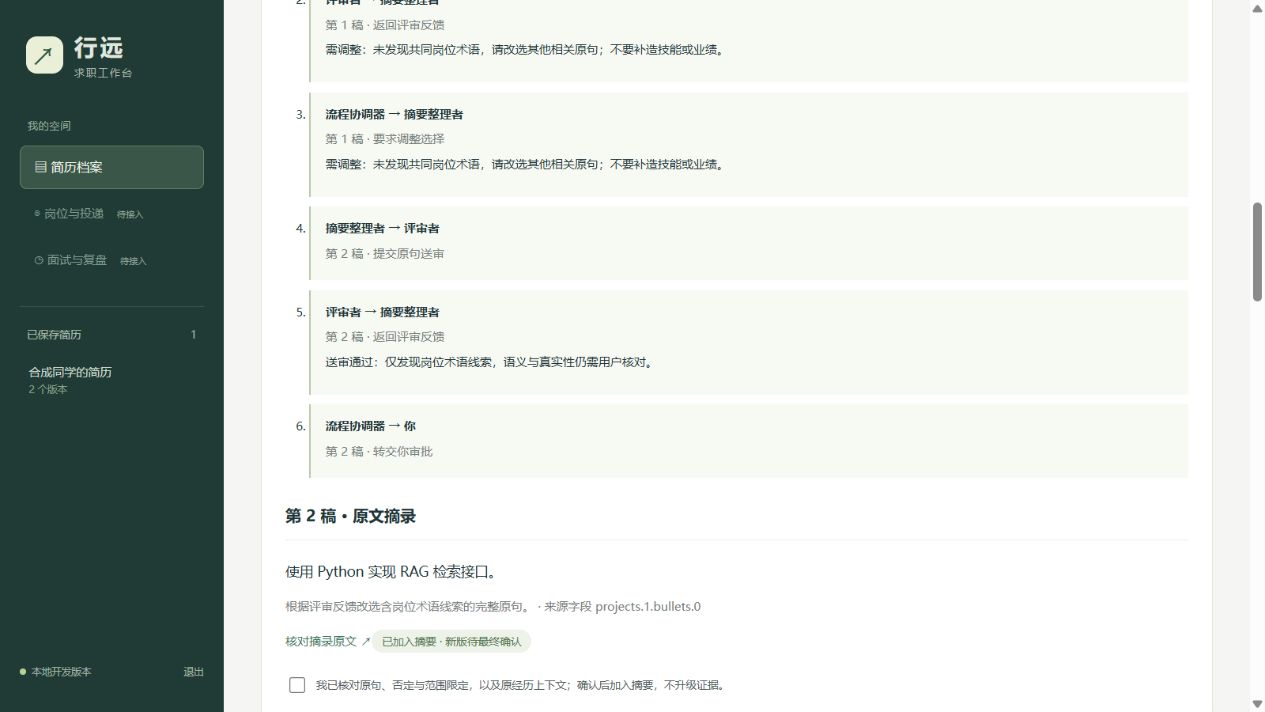 行远
求职工作台
我的空间
简历档案
岗位与投递 待接入
面试与复盘 待接入
已保存简历 1
合成同学的简历
2 个版本
本地开发版本 退出
2. 评审者 → 摘要整理者
第 1 稿 · 返回评审反馈
需调整：未发现共同岗位术语，请改选其他相关原句；不要补造技能或业绩。
3. 流程协调器 → 摘要整理者
第 1 稿 · 要求调整选择
需调整：未发现共同岗位术语，请改选其他相关原句；不要补造技能或业绩。
4. 摘要整理者 → 评审者
第 2 稿 · 提交原句送审
5. 评审者 → 摘要整理者
第 2 稿 · 返回评审反馈
送审通过：仅发现岗位术语线索，语义与真实性仍需用户核对。
6. 流程协调器 → 你
第 2 稿 · 转交你审批
第 2 稿 · 原文摘录
使用 Python 实现 RAG 检索接口。
根据评审反馈改选含岗位术语线索的完整原句。 · 来源字段 projects.1.bullets.0
核对摘录原文 ↗ 已加入摘要 · 新版待最终确认
我已核对原句、否定与范围限定，以及原经历上下文；确认后加入摘要，不升级证据。